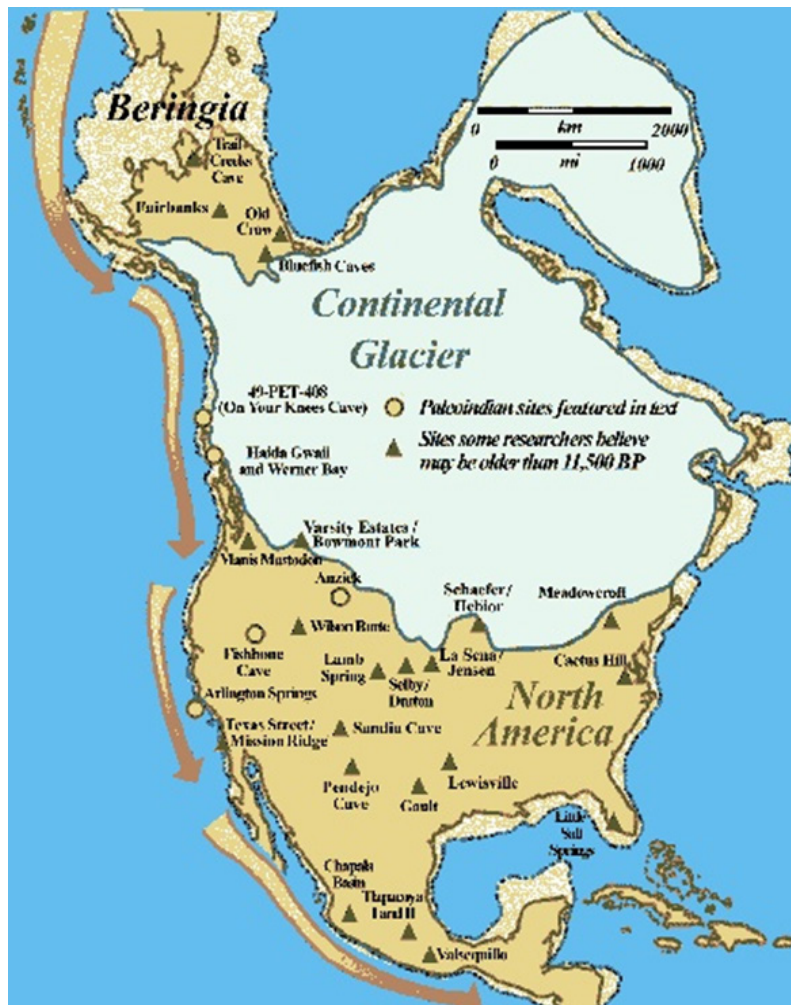 Beringia
0
km
2000
0
mi
1000
Trail
Creeks
Cave
Fairbanks
Old
Crow
Bluefish Caves
Continental
Glacier
49-PET-408
(On Your Knees Cave)
Paleoindian sites featured in text
Haida Gwaii
and Werner Bay
Sites some researchers believe
may be older than 11,500 BP
Varsity Estates /
Bowmont Park
Manis Mastodon
Anzick
Schaefer/
Hebior
Meadowcroft
Wilson Butte
Fishbone
Cave
Lamb
Spring
Selby/
Dutton
La Sena/
Jensen
Cactus Hill
Arlington Springs
North
America
Texas Street/
Mission Ridge
Sandia Cave
Pendejo
Cave
Gault
Lewisville
Little
Salt
Springs
Chapala
Basin
Tlapacoya
I and II
Valsequillo